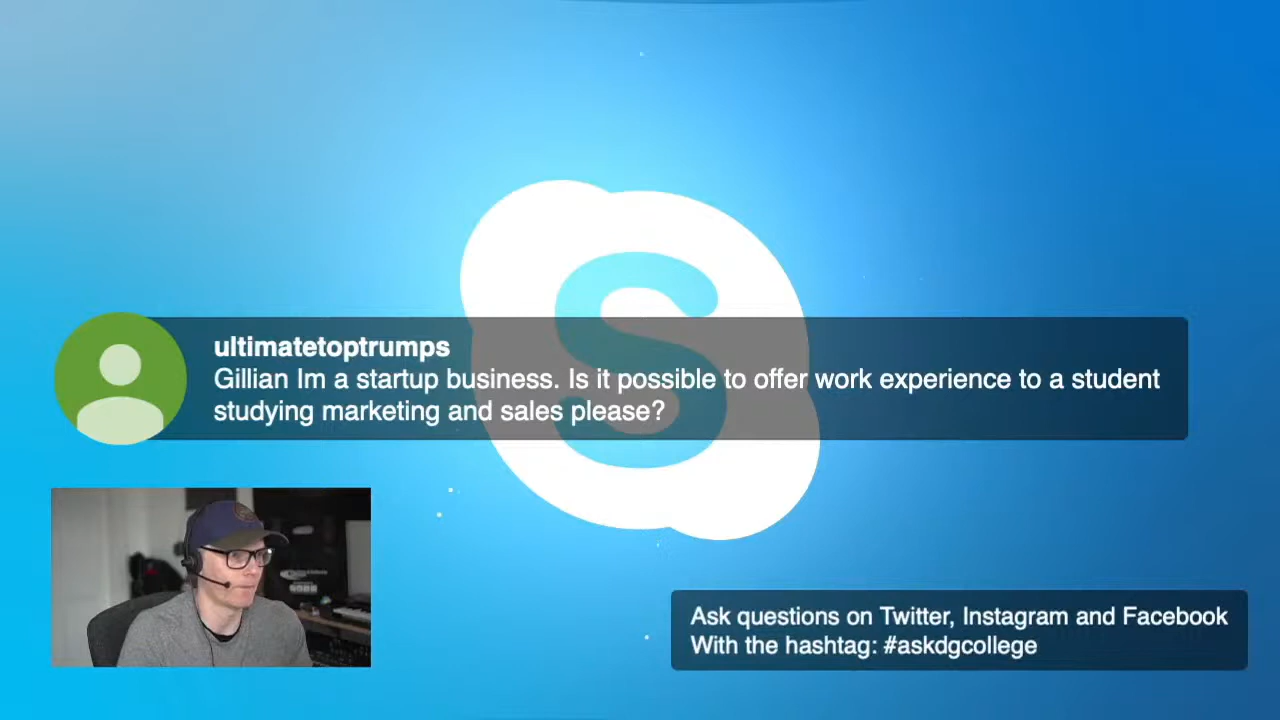 S
ultimatetoptrumps
Gillian Im a startup business. Is it possible to offer work experience to a student
studying marketing and sales please?
Ask questions on Twitter, Instagram and Facebook
With the hashtag: #askdgcollege